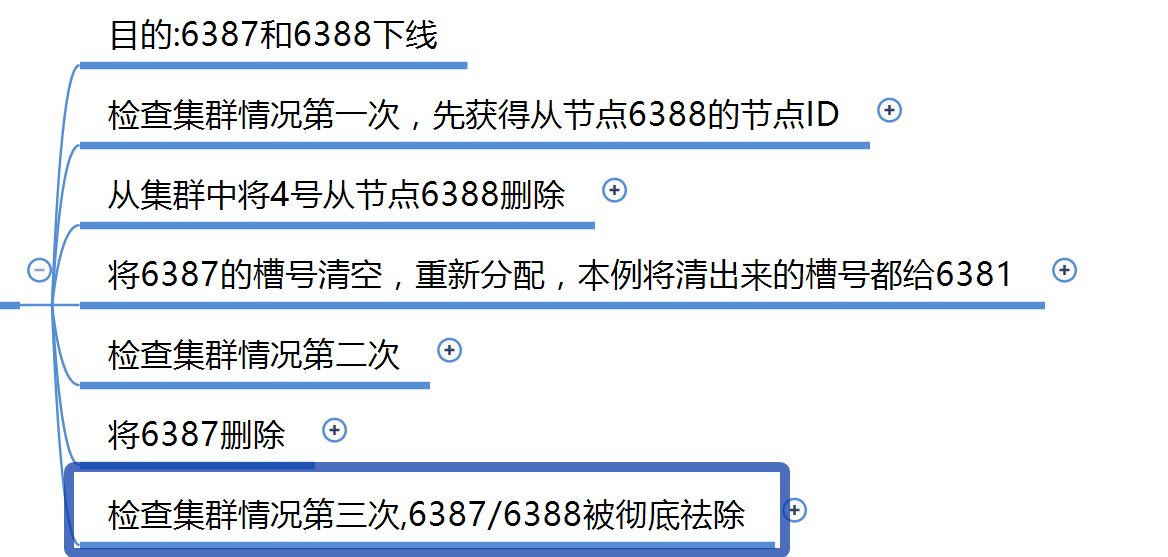 目的:6387和6388下线
检查集群情况第一次，先获得从节点6388的节点ID
从集群中将4号从节点6388删除
将6387的槽号清空，重新分配，本例将清出来的槽号都给6381
检查集群情况第二次
将6387删除
检查集群情况第三次,6387/6388被彻底祛除